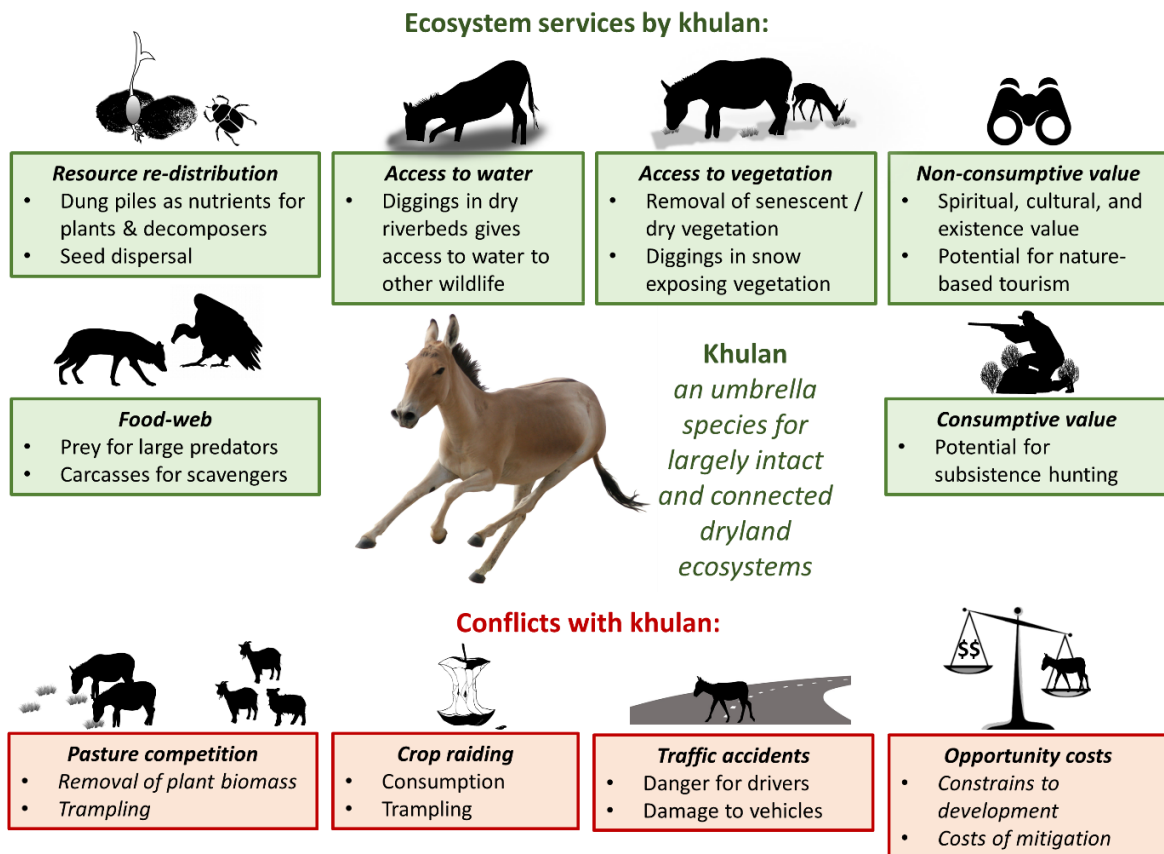 Ecosystem services by khulan:
Resource re-distribution
• Dung piles as nutrients for
plants & decomposers
• Seed dispersal
Access to water
• Diggings in dry
riverbeds gives
access to water to
other wildlife
Access to vegetation
• Removal of senescent /
dry vegetation
• Diggings in snow
exposing vegetation
Non-consumptive value
• Spiritual, cultural, and
existence value
• Potential for nature-
based tourism
Food-web
• Prey for large predators
• Carcasses for scavengers
Khulan
an umbrella
species for
largely intact
and connected
dryland
ecosystems
Consumptive value
• Potential for
subsistence hunting
Conflicts with khulan:
$$
Pasture competition
• Removal of plant biomass
• Trampling
Crop raiding
• Consumption
• Trampling
Traffic accidents
• Danger for drivers
• Damage to vehicles
Opportunity costs
• Constrains to
development
• Costs of mitigation